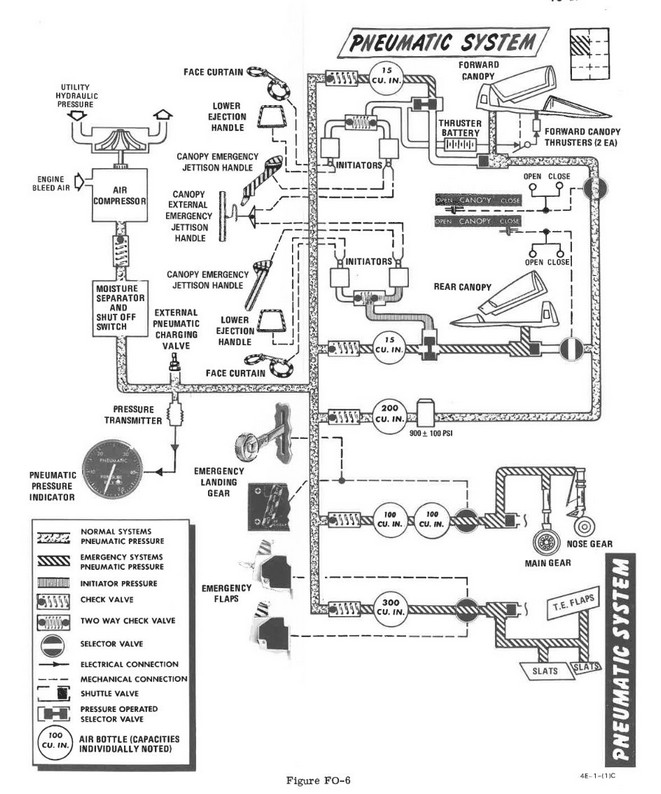 PNEUMATIC SYSTEM
FACE CURTAIN
15
CU. IN.
FORWARD
CANOPY
UTILITY
HYDRAULIC
PRESSURE
LOWER
EJECTION
HANDLE
THRUSTER
BATTERY
FORWARD CANOPY
THRUSTERS (2 EA)
CANOPY EMERGENCY
JETTISON HANDLE
INITIATORS
ENGINE
BLEED AIR
AIR
COMPRESSOR
OPEN CLOSE
CANOPY
EXTERNAL
EMERGENCY
JETTISON
HANDLE
OPEN CANOPY CLOSE
OPEN CANOPY CLOSE
OPEN CLOSE
CANOPY EMERGENCY
JETTISON HANDLE
INITIATORS
REAR CANOPY
MOISTURE
SEPARATOR
AND
SHUT OFF
SWITCH
EXTERNAL
PNEUMATIC
CHARGING
VALVE
LOWER
EJECTION
HANDLE
15
CU. IN.
FACE CURTAIN
PRESSURE
TRANSMITTER
200
CU. IN.
900 ± 100 PSI
PNEUMATIC
PNEUMATIC
PRESSURE
INDICATOR
EMERGENCY
LANDING
GEAR
100
CU. IN.
100
CU. IN.
MAIN GEAR
NOSE GEAR
EMERGENCY
FLAPS
300
CU. IN.
T.E. FLAPS
SLATS
SLATS
NORMAL SYSTEMS
PNEUMATIC PRESSURE
EMERGENCY SYSTEMS
PNEUMATIC PRESSURE
INITIATOR PRESSURE
CHECK VALVE
TWO WAY CHECK VALVE
SELECTOR VALVE
ELECTRICAL CONNECTION
MECHANICAL CONNECTION
SHUTTLE VALVE
PRESSURE OPERATED
SELECTOR VALVE
100
CU. IN.
AIR BOTTLE (CAPACITIES
INDIVIDUALLY NOTED)
PNEUMATIC SYSTEM
4E-1-(1)C
Figure FO-6